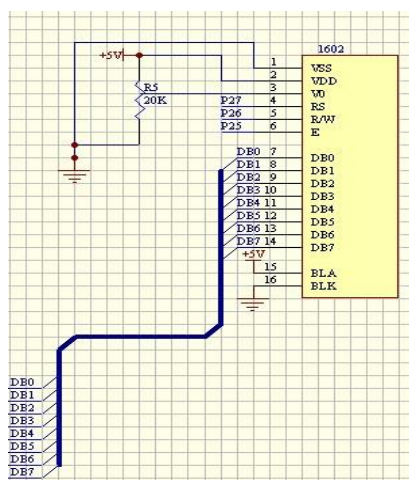 1602
+5V
1 VSS
2 VDD
R5
20K
3 V0
P27 4 RS
P26 5 R/W
P25 6 E
DB0 7 DB0
DB1 8 DB1
DB2 9 DB2
DB3 10 DB3
DB4 11 DB4
DB5 12 DB5
DB6 13 DB6
DB7 14 DB7
+5V
15 BLA
16 BLK
DB0
DB1
DB2
DB3
DB4
DB5
DB6
DB7